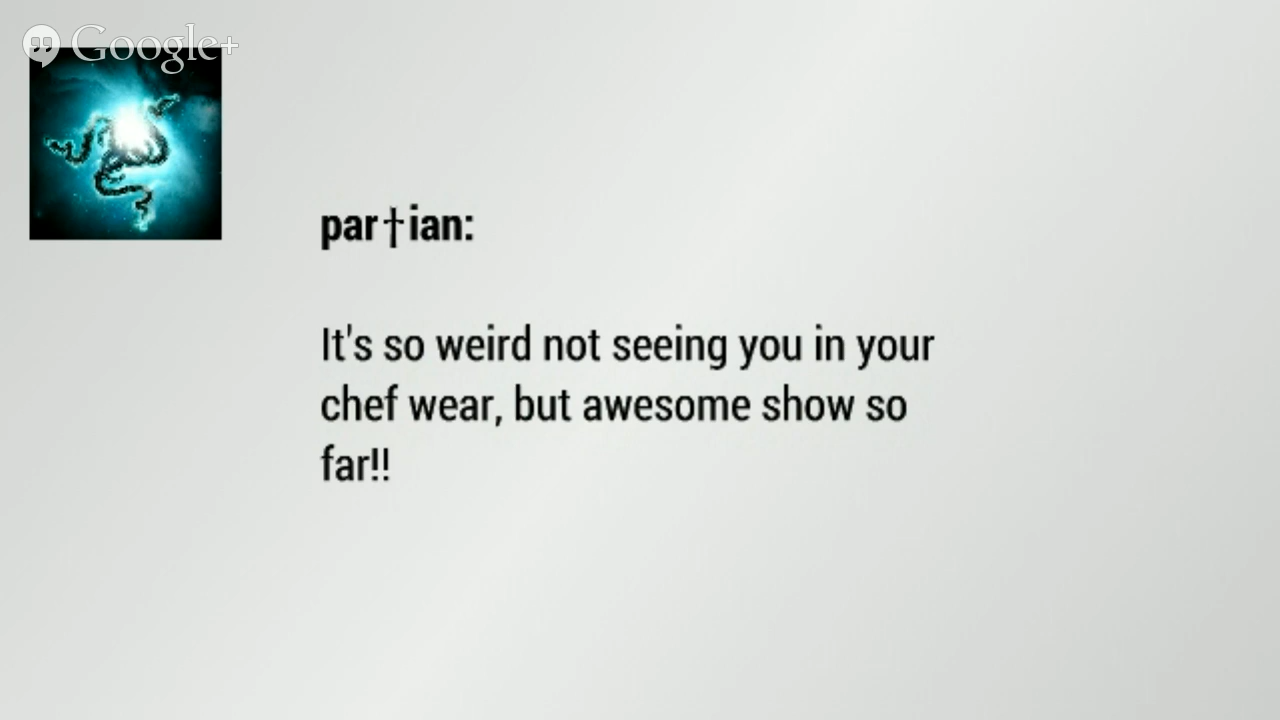 Google+
par†ian:
It's so weird not seeing you in your
chef wear, but awesome show so
far!!